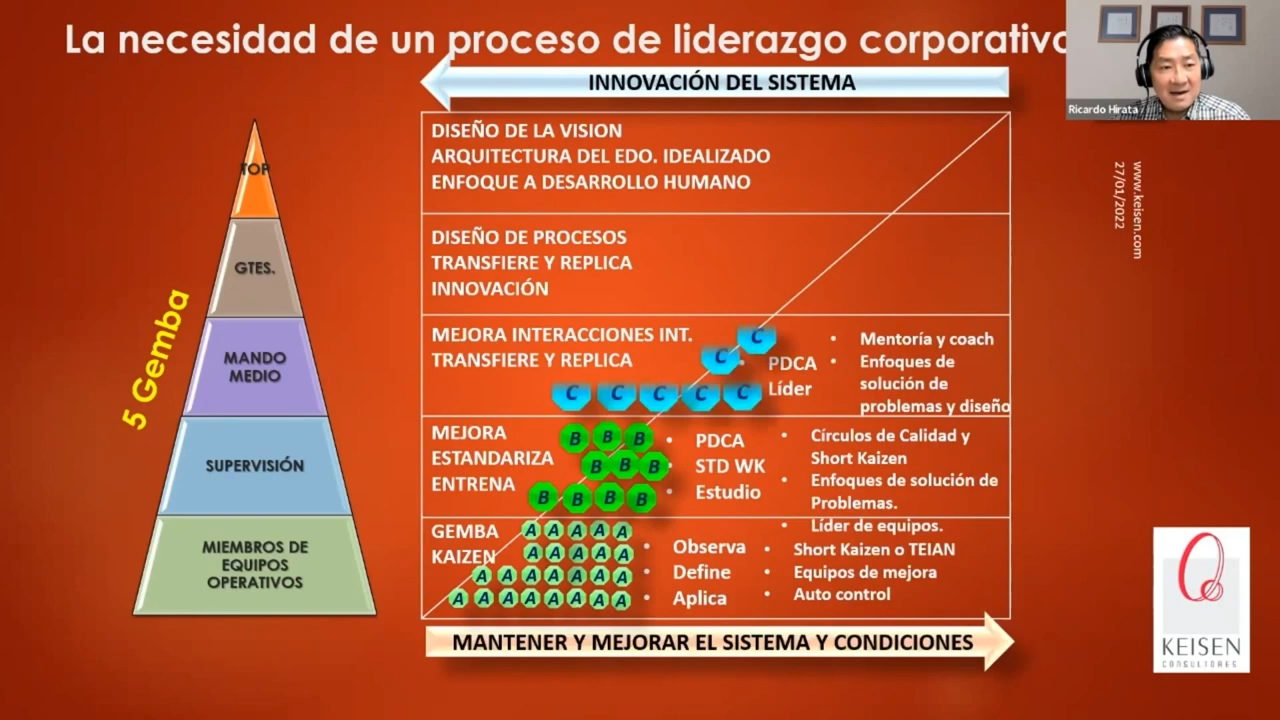 La necesidad de un proceso de liderazgo corporativo
INNOVACIÓN DEL SISTEMA
Ricardo Hirata
www.keisen.com
27/01/2022
5 Gemba
TOP
GTES.
MANDO
MEDIO
SUPERVISIÓN
MIEMBROS DE
EQUIPOS
OPERATIVOS
DISEÑO DE LA VISION
ARQUITECTURA DEL EDO. IDEALIZADO
ENFOQUE A DESARROLLO HUMANO
DISEÑO DE PROCESOS
TRANSFIERE Y REPLICA
INNOVACIÓN
MEJORA INTERACCIONES INT.
TRANSFIERE Y REPLICA
C
C
C C C C C
• PDCA
Líder
• Mentoría y coach
• Enfoques de
solución de
problemas y diseño
MEJORA
ESTANDARIZA
ENTRENA
B B B
B B B
B B B B
• PDCA
• STD WK
• Estudio
• Círculos de Calidad y
Short Kaizen
• Enfoques de solución de
Problemas.
• Líder de equipos.
GEMBA
KAIZEN
A A A A A
A A A A A
A A A A A A A
A A A A A A A A
• Observa
• Define
• Aplica
• Short Kaizen o TEIAN
• Equipos de mejora
• Auto control
MANTENER Y MEJORAR EL SISTEMA Y CONDICIONES
KEISEN
CONSULTORES